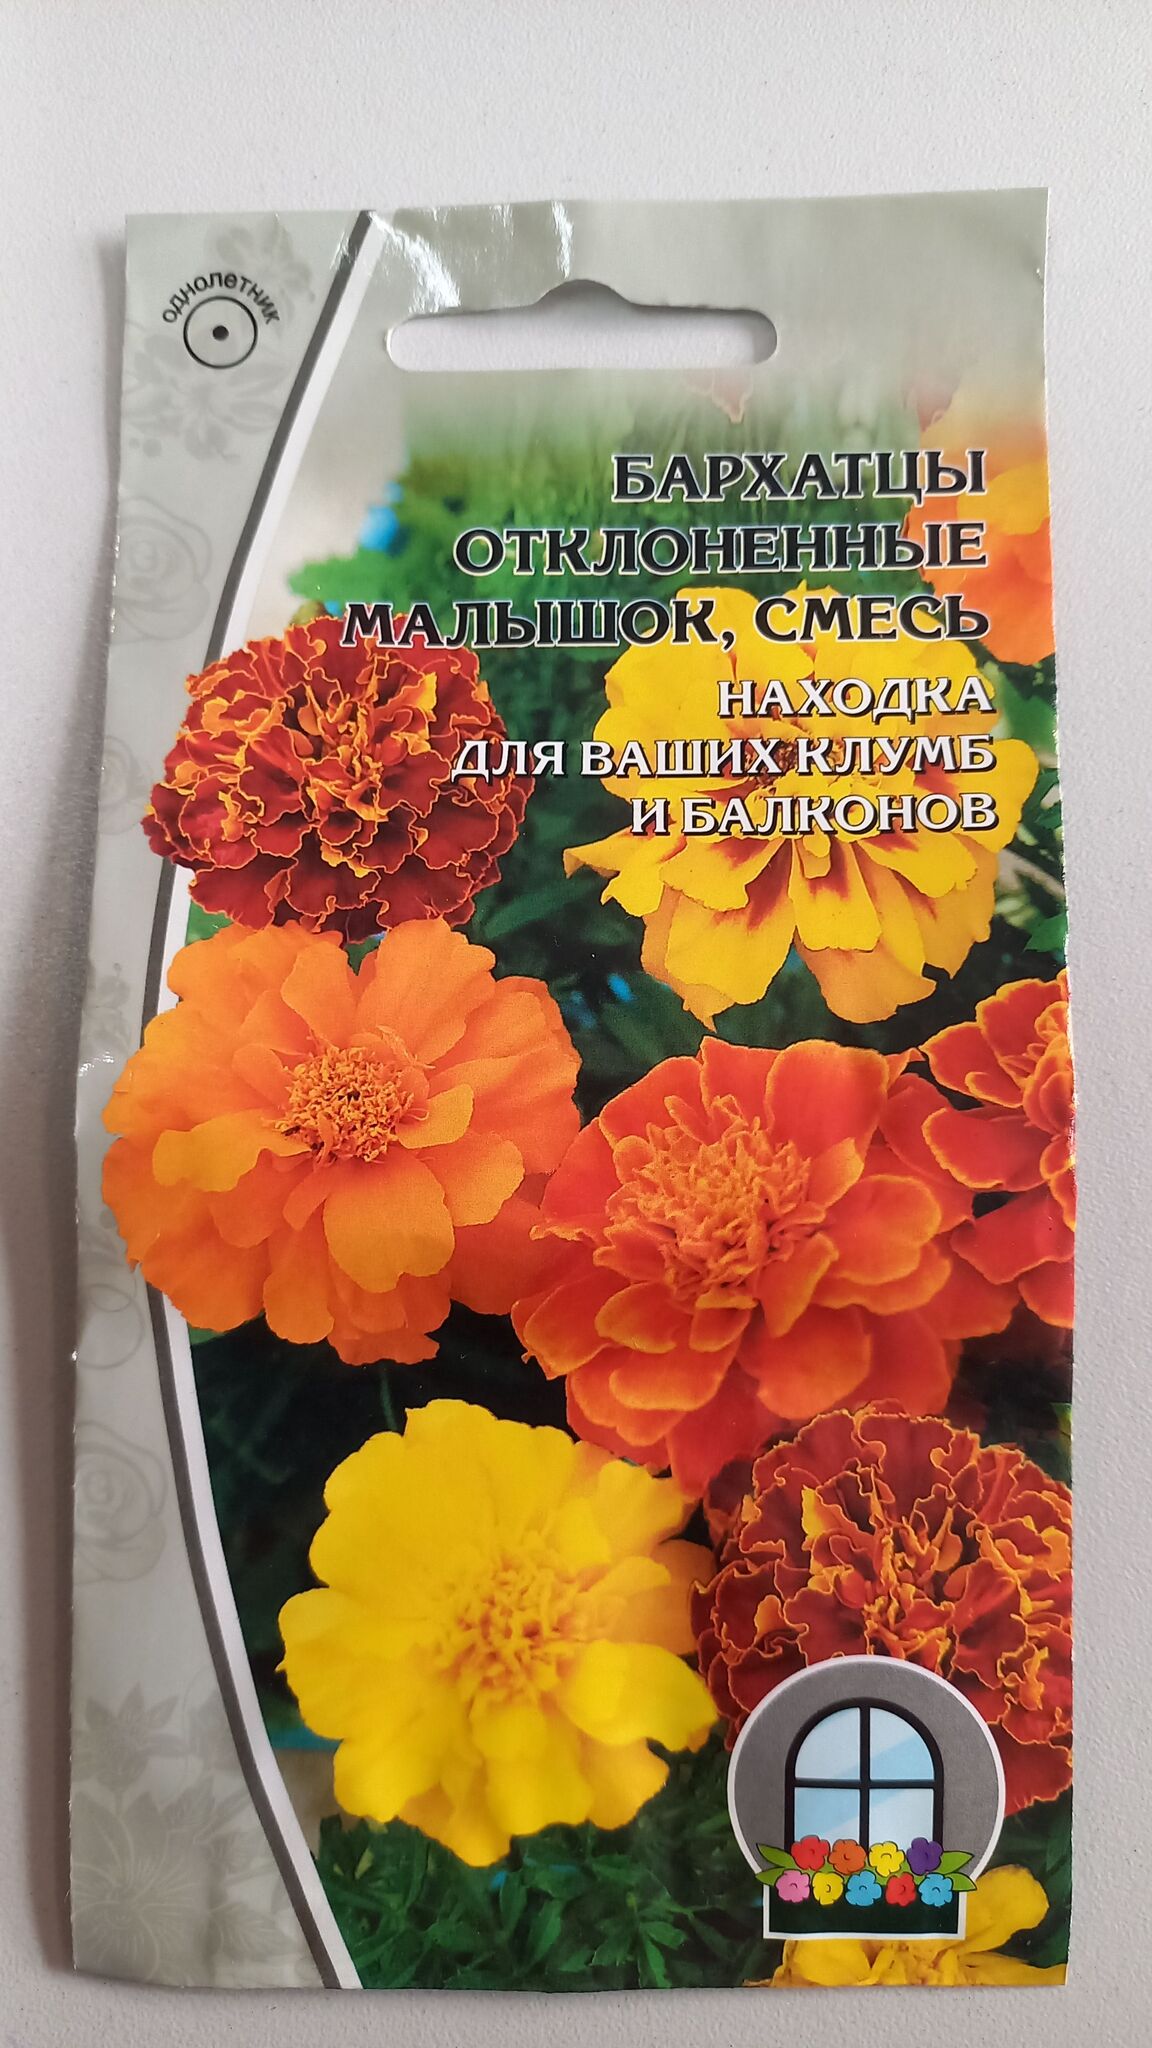 однолетник
БАРХАТЦЫ
ОТКЛОНЕННЫЕ
МАЛЫШОК, СМЕСЬ
НАХОДКА
ДЛЯ ВАШИХ КЛУМБ
И БАЛКОНОВ